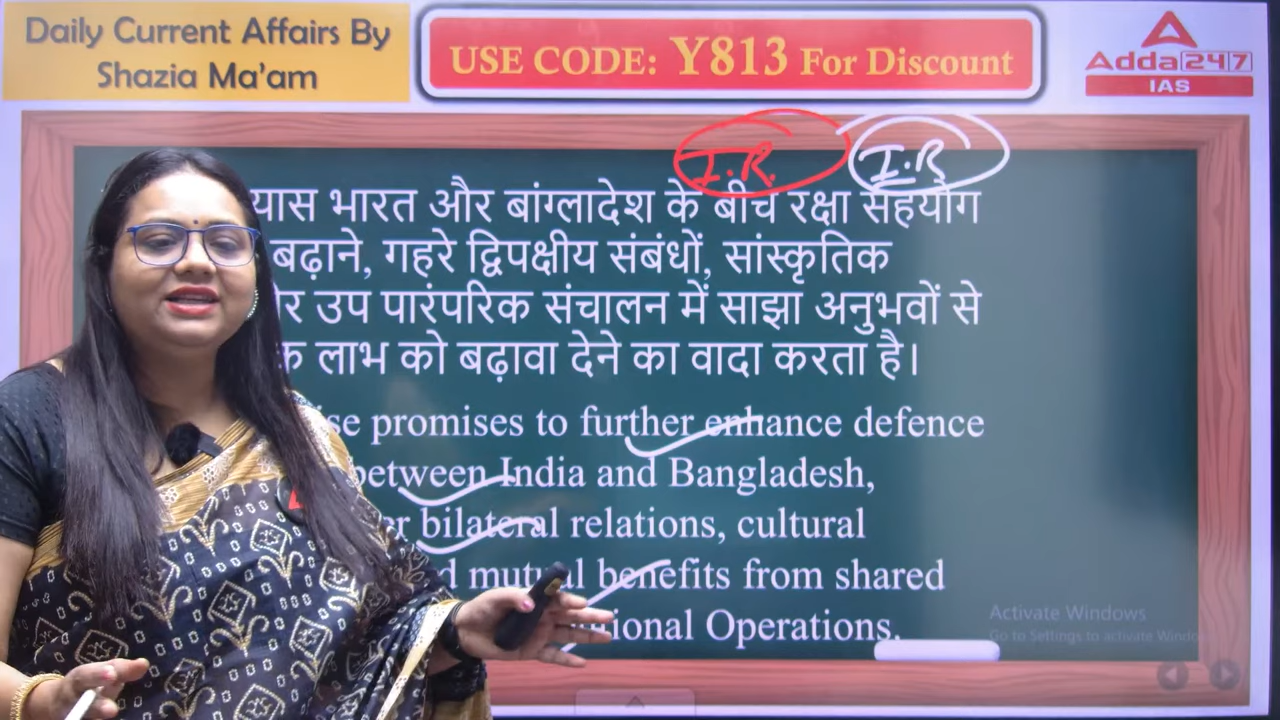 Daily Current Affairs By
Shazia Ma'am
USE CODE: Y813 For Discount
Adda247
IAS
I.R.
I.R
भारत और बांग्लादेश के बीच रक्षा सहयोग
बढ़ाने, गहरे द्विपक्षीय संबंधों, सांस्कृतिक
उप पारंपरिक संचालन में साझा अनुभवों से
लाभ को बढ़ावा देने का वादा करता है।
promises to further enhance defence
between India and Bangladesh,
bilateral relations, cultural
mutual benefits from shared
Operations.
Activate Windows
Go to Settings to activate Windo